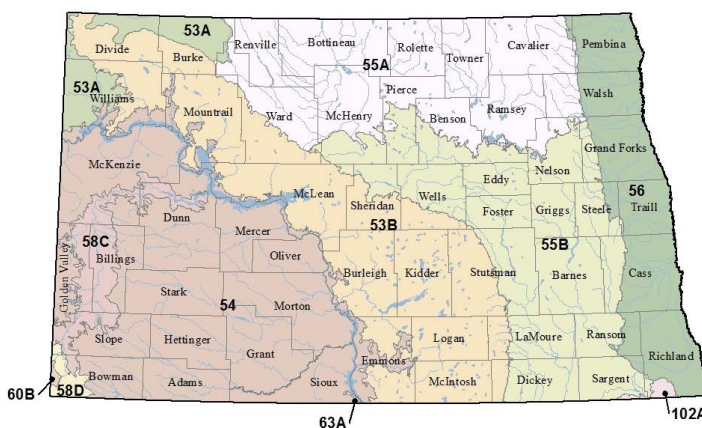 53A
Divide
Burke
Renville
Bottineau
Rolette
Towner
Cavalier
Pembina
55A
53A
Williams
Mountrail
Ward
McHenry
Pierce
Benson
Ramsey
Walsh
McKenzie
Grand Forks
Nelson
Eddy
Wells
McLean
Sheridan
53B
Dunn
Mercer
Foster
Griggs
Steele
56
Traill
58C
Billings
Golden Valley
Oliver
55B
Burleigh
Kidder
Stutsman
Barnes
Cass
Stark
54
Morton
Slope
Hettinger
Grant
Emmons
Logan
LaMoure
Ransom
Richland
60B
58D
Bowman
Adams
Sioux
McIntosh
Dickey
Sargent
63A
102A